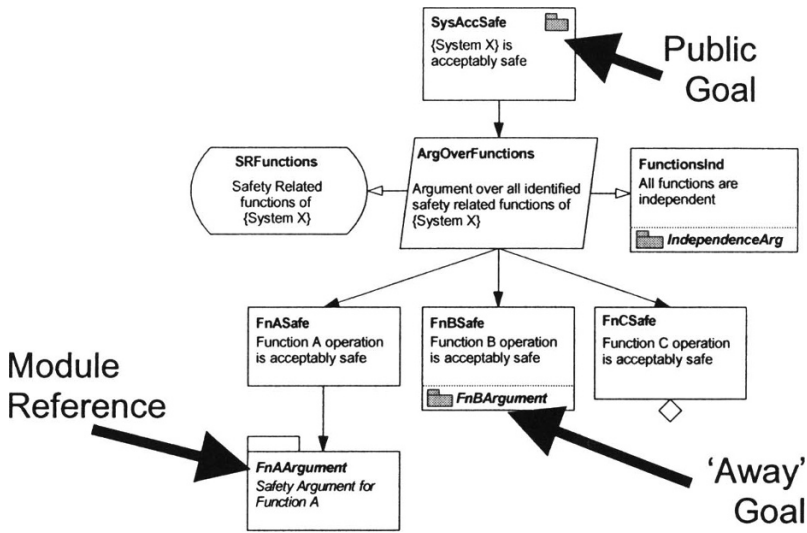 SysAccSafe
{System X} is
acceptably safe
Public
Goal
SRFunctions
Safety Related
functions of
{System X}
ArgOverFunctions
Argument over all identified
safety related functions of
{System X}
FunctionsInd
All functions are
independent
IndependenceArg
FnASafe
Function A operation
is acceptably safe
FnBSafe
Function B operation
is acceptably safe
FnBArgument
FnCSafe
Function C operation
is acceptably safe
Module
Reference
FnAArgument
Safety Argument for
Function A
‘Away’
Goal